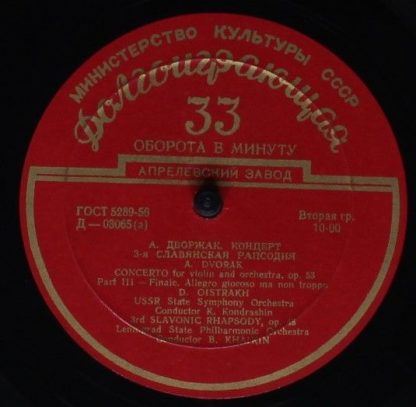 МИНИСТЕРСТВО КУЛЬТУРЫ СССР
Долгоиграющая
33
ОБОРОТА В МИНУТУ
АПРЕЛЕВСКИЙ ЗАВОД
ГОСТ 5289-56
Д — 03065 (а)
Вторая гр.
10-00
А. ДВОРЖАК. КОНЦЕРТ
3-я СЛАВЯНСКАЯ РАПСОДИЯ
A. DVORAK
CONCERTO for violin and orchestra, op. 53
Part III — Finale. Allegro giocoso ma non troppo
D. OISTRAKH
USSR State Symphony Orchestra
Conductor K. Kondrashin
3rd SLAVONIC RHAPSODY, op.
Leningrad State Philharmonic Orchestra
Conductor B. KHAIKIN